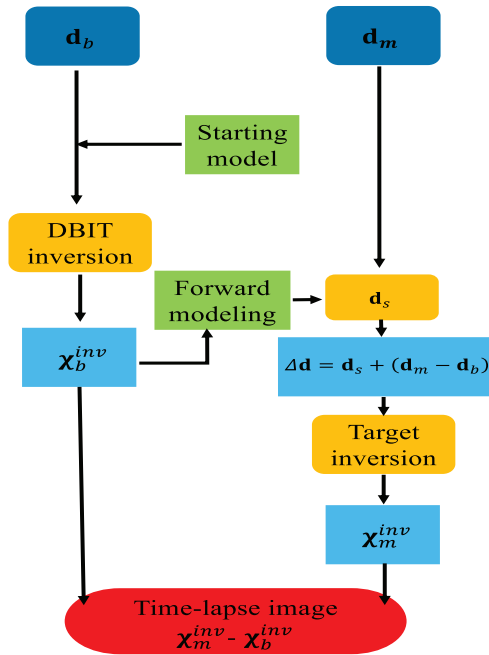 𝐝_b
𝐝_m
Starting
model
DBIT
inversion
Forward
modeling
𝐝_s
𝛘_b^{inv}
Δ𝐝 = 𝐝_s + (𝐝_m − 𝐝_b)
Target
inversion
𝛘_m^{inv}
Time-lapse image
𝛘_m^{inv} - 𝛘_b^{inv}